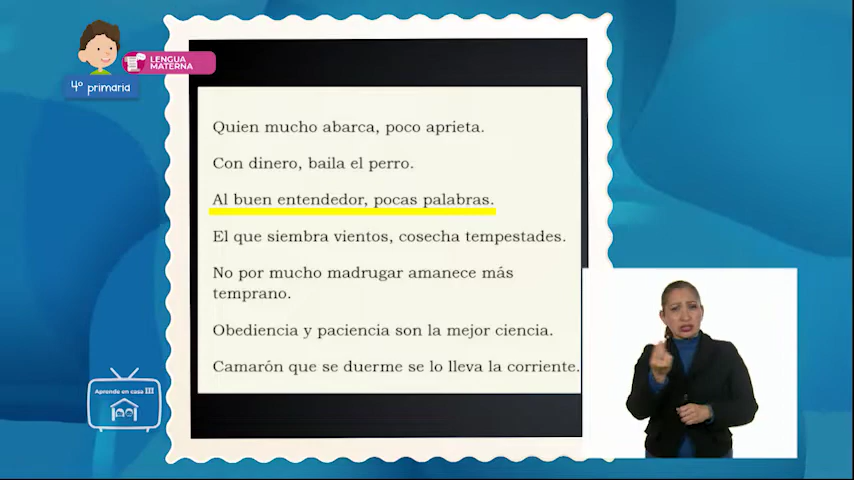 LENGUA
MATERNA
4º primaria
Quien mucho abarca, poco aprieta.
Con dinero, baila el perro.
Al buen entendedor, pocas palabras.
El que siembra vientos, cosecha tempestades.
No por mucho madrugar amanece más
temprano.
Obediencia y paciencia son la mejor ciencia.
Camarón que se duerme se lo lleva la corriente.
Aprende en casa III